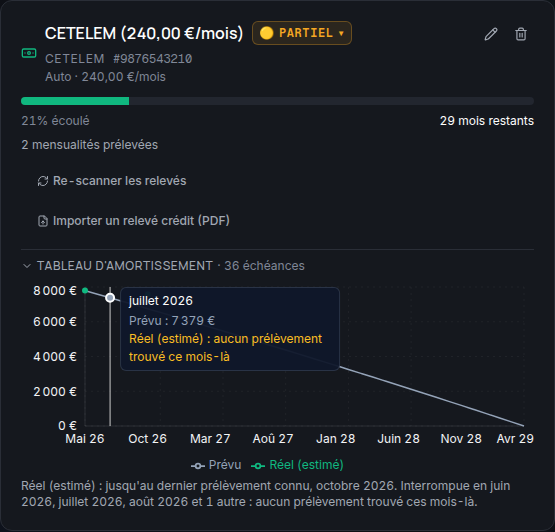 CETELEM (240,00 €/mois) PARTIEL ▾
CETELEM #9876543210
Auto · 240,00 €/mois
21% écoulé 29 mois restants
2 mensualités prélevées
Re-scanner les relevés
Importer un relevé crédit (PDF)
TABLEAU D'AMORTISSEMENT · 36 échéances
8 000 €
6 000 €
4 000 €
2 000 €
0 €
juillet 2026
Prévu : 7 379 €
Réel (estimé) : aucun prélèvement
trouvé ce mois-là
Mai 26 Oct 26 Mar 27 Aoû 27 Jan 28 Juin 28 Nov 28 Avr 29
Prévu Réel (estimé)
Réel (estimé) : jusqu'au dernier prélèvement connu, octobre 2026. Interrompue en juin
2026, juillet 2026, août 2026 et 1 autre : aucun prélèvement trouvé ces mois-là.